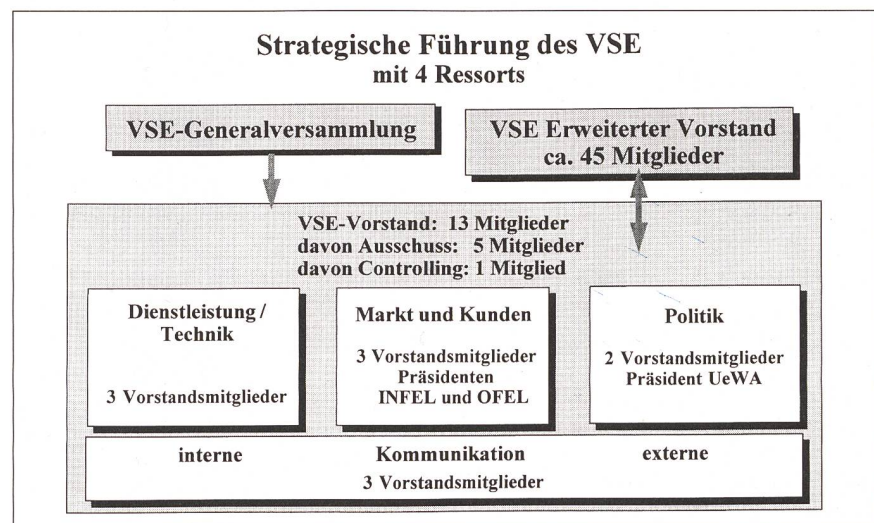 Strategische Führung des VSE
mit 4 Ressorts
VSE-Generalversammlung
VSE Erweiterter Vorstand
ca. 45 Mitglieder
VSE-Vorstand: 13 Mitglieder
davon Ausschuss: 5 Mitglieder
davon Controlling: 1 Mitglied
Dienstleistung /
Technik
3 Vorstandsmitglieder
Markt und Kunden
3 Vorstandsmitglieder
Präsidenten
INFEL und OFEL
Politik
2 Vorstandsmitglieder
Präsident UeWA
interne Kommunikation externe
3 Vorstandsmitglieder